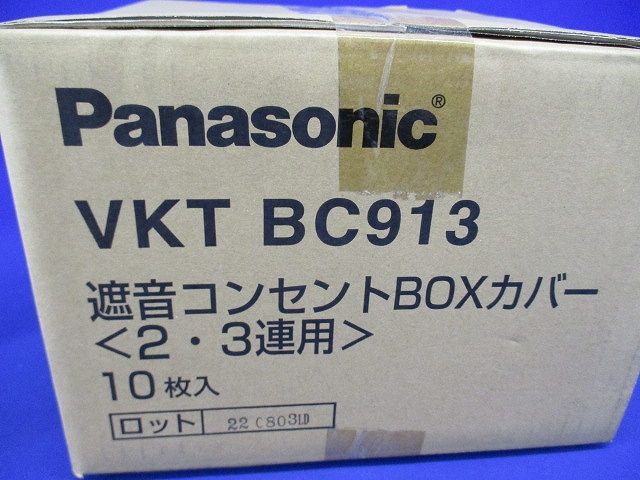 Panasonic®
VKT BC913
遮音コンセントBOXカバー
<2・3連用>
10枚入
ロット 22C803LD